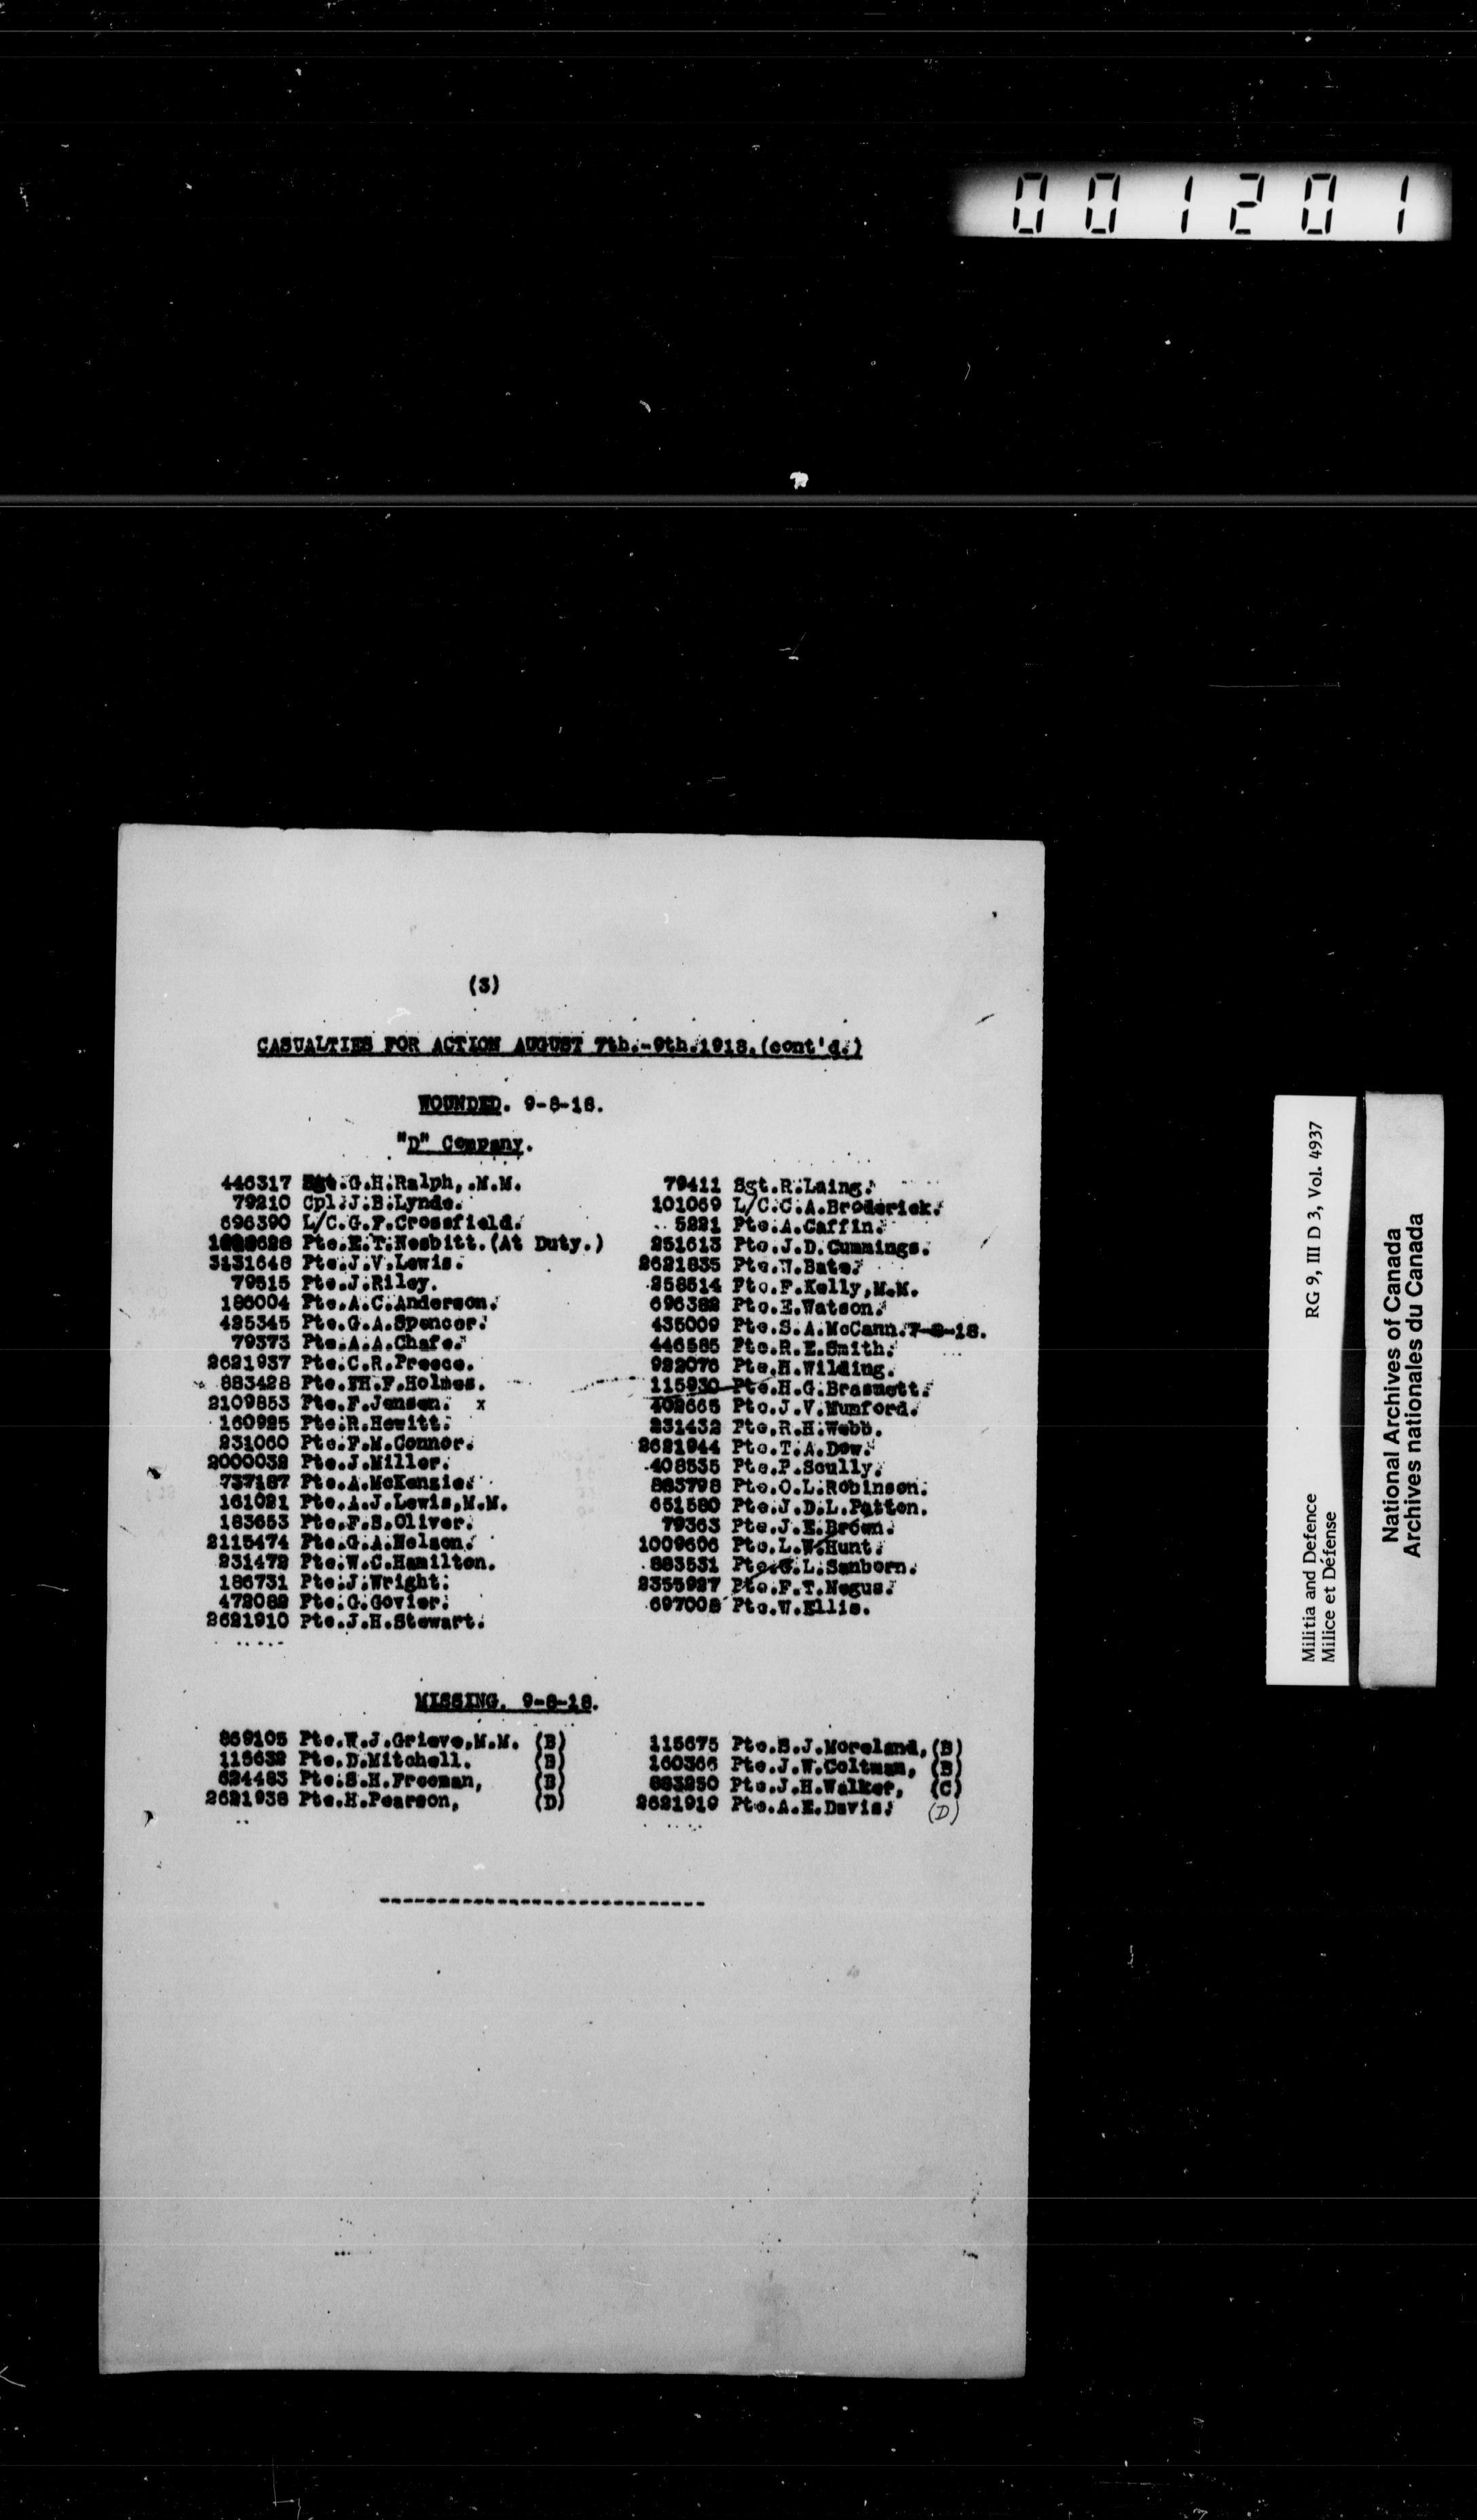 001201
(3)
CASUALTIES FOR ACTION AUGUST 7th.-9th.1918.(cont'd.)
WOUNDED. 9-8-18.
"D" Company.
446317 Sgt.G.H.Ralph,.M.M. 79411 Sgt.R.Laing.
79210 Cpl.J.B.Lynde. 101069 L/C.C.A.Broderick.
696390 L/C.G.F.Crossfield. 5221 Pte.A.Caffin.
Pte.E.T.Nesbitt.(At Duty.) 251613 Pte.J.D.Cummings.
3131648 Pte.J.V.Lewis. 2621835 Pte.W.Bate.
79515 Pte.J.Riley. 258614 Pte.P.Kelly,M.M.
186004 Pte.A.C.Anderson. 696382 Pte.E.Watson.
425345 Pte.G.A.Spencer. 435009 Pte.S.A.McCann.7-8-18.
79373 Pte.A.A.Chafe. 446585 Pte.R.E.Smith.
2621937 Pte.C.R.Preece. 922076 Pte.H.Wilding.
883428 Pte.F.Holmes. 115930 Pte.H.G.Brasnett.
2109853 Pte.F.Jensen. x 402665 Pte.J.V.Mumford.
160925 Pte.R.Hewitt. 231432 Pte.R.H.Webb.
231060 Pte.F.M.Connor. 2621944 Pte.T.A.Dow.
2000032 Pte.J.Miller. 408535 Pte.P.Scully.
737187 Pte.A.McKenzie. 883798 Pte.O.L.Robinson.
161021 Pte.A.J.Lewis,M.M. 651580 Pte.J.D.L.Patton.
183653 Pte.F.S.Oliver. 79363 Pte.J.E.Brown.
2115474 Pte.G.A.Nelson. 1009606 Pte.L.W.Hunt.
231472 Pte.W.C.Hamilton. 883531 Pte.G.L.Sanborn.
186731 Pte.J.Wright. 2355927 Pte.F.T.Negus.
472082 Pte.G.Govier. 697008 Pte.W.Ellis.
2621910 Pte.J.H.Stewart.
MISSING. 9-8-18.
869105 Pte.W.J.Grieve,M.M. (B) 115675 Pte.S.J.Moreland,(B)
115632 Pte.D.Mitchell. (B) 160366 Pte.J.W.Coltman, (B)
624483 Pte.S.H.Freeman, (B) 883250 Pte.J.H.Walker, (C)
2621938 Pte.H.Pearson, (D) 2621919 Pte.A.E.Davis. (D)
Militia and Defence RG 9, III D 3, Vol. 4937
Milice et Défense
National Archives of Canada
Archives nationales du Canada